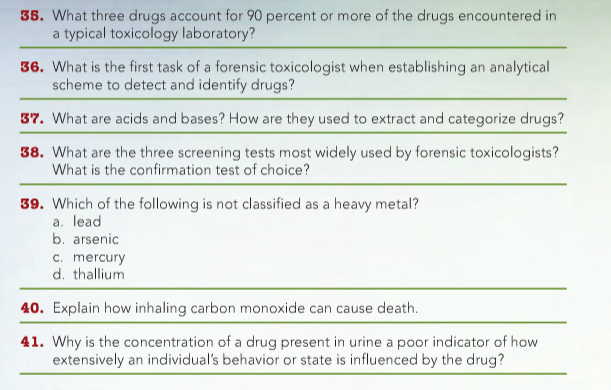 35. What three drugs account for 90 percent or more of the drugs encountered in
a typical toxicology laboratory?
36. What is the first task of a forensic toxicologist when establishing an analytical
scheme to detect and identify drugs?
37. What are acids and bases? How are they used to extract and categorize drugs?
38. What are the three screening tests most widely used by forensic toxicologists?
What is the confirmation test of choice?
39. Which of the following is not classified as a heavy metal?
a. lead
b. arsenic
c. mercury
d. thallium
40. Explain how inhaling carbon monoxide can cause death.
41. Why is the concentration of a drug present in urine a poor indicator of how
extensively an individual's behavior or state is influenced by the drug?